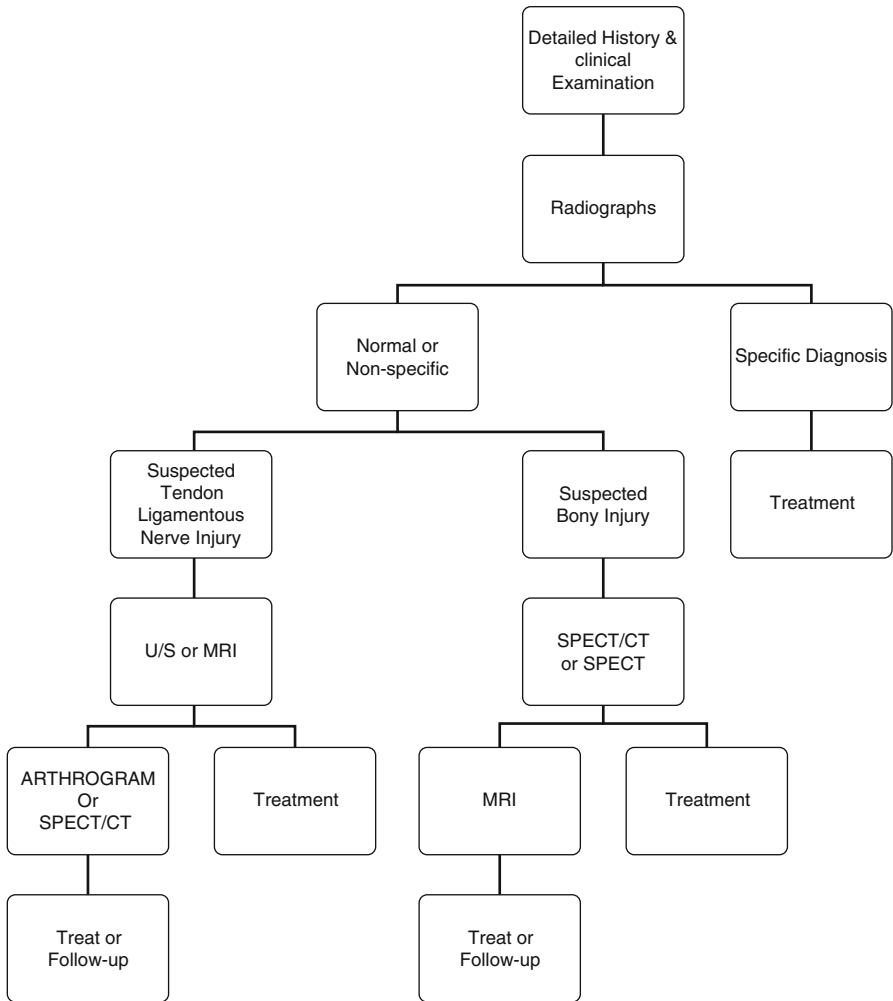 Detailed History &
clinical
Examination
Radiographs
Normal or
Non-specific
Specific Diagnosis
Suspected
Tendon
Ligamentous
Nerve Injury
Suspected
Bony Injury
Treatment
U/S or MRI
SPECT/CT
or SPECT
ARTHROGRAM
Or
SPECT/CT
Treatment
MRI
Treatment
Treat or
Follow-up
Treat or
Follow-up